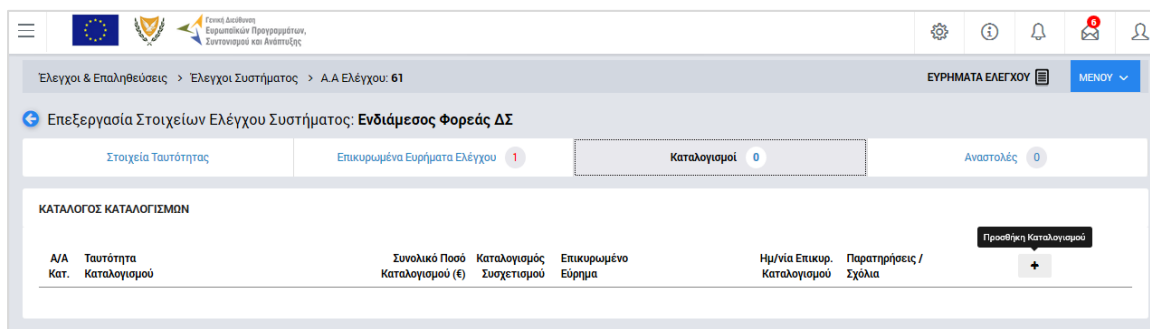 Γενική Διεύθυνση
Ευρωπαϊκών Προγραμμάτων,
Συντονισμού και Ανάπτυξης
6
Έλεγχοι & Επαληθεύσεις > Έλεγχοι Συστήματος > Α.Α Ελέγχου: 61
ΕΥΡΗΜΑΤΑ ΕΛΕΓΧΟΥ
ΜΕΝΟΥ
Επεξεργασία Στοιχείων Ελέγχου Συστήματος: Ενδιάμεσος Φορεάς ΔΣ
Στοιχεία Ταυτότητας
Επικυρωμένα Ευρήματα Ελέγχου 1
Καταλογισμοί 0
Αναστολές 0
ΚΑΤΑΛΟΓΟΣ ΚΑΤΑΛΟΓΙΣΜΩΝ
Προσθήκη Καταλογισμού
Α/Α Ταυτότητα Συνολικό Ποσό Καταλογισμός Επικυρωμένο Ημ/νία Επικυρ. Παρατηρήσεις /
Κατ. Καταλογισμού Καταλογισμού (€) Συσχετισμού Εύρημα Καταλογισμού Σχόλια
+